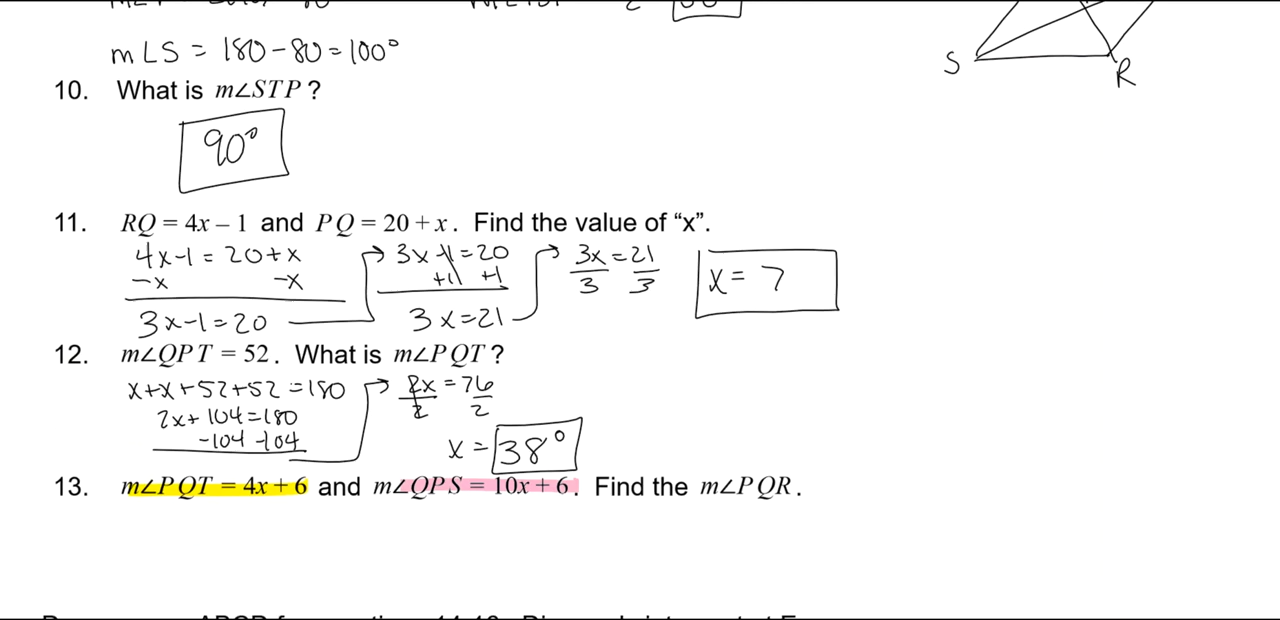 m∠S = 180-80=100°
S
R
10. What is m∠STP?
90°
11. RQ = 4x – 1 and PQ = 20 + x. Find the value of “x”.
4x-1 = 20+x
-x -x
3x-1=20
3x-1=20
+1 +1
3x=21
3x=21
3 3
x = 7
12. m∠QPT = 52. What is m∠PQT?
x+x+52+52=180
2x+104=180
-104 -104
2x = 76
2 2
x = 38°
13. m∠PQT = 4x + 6 and m∠QPS = 10x + 6. Find the m∠PQR.